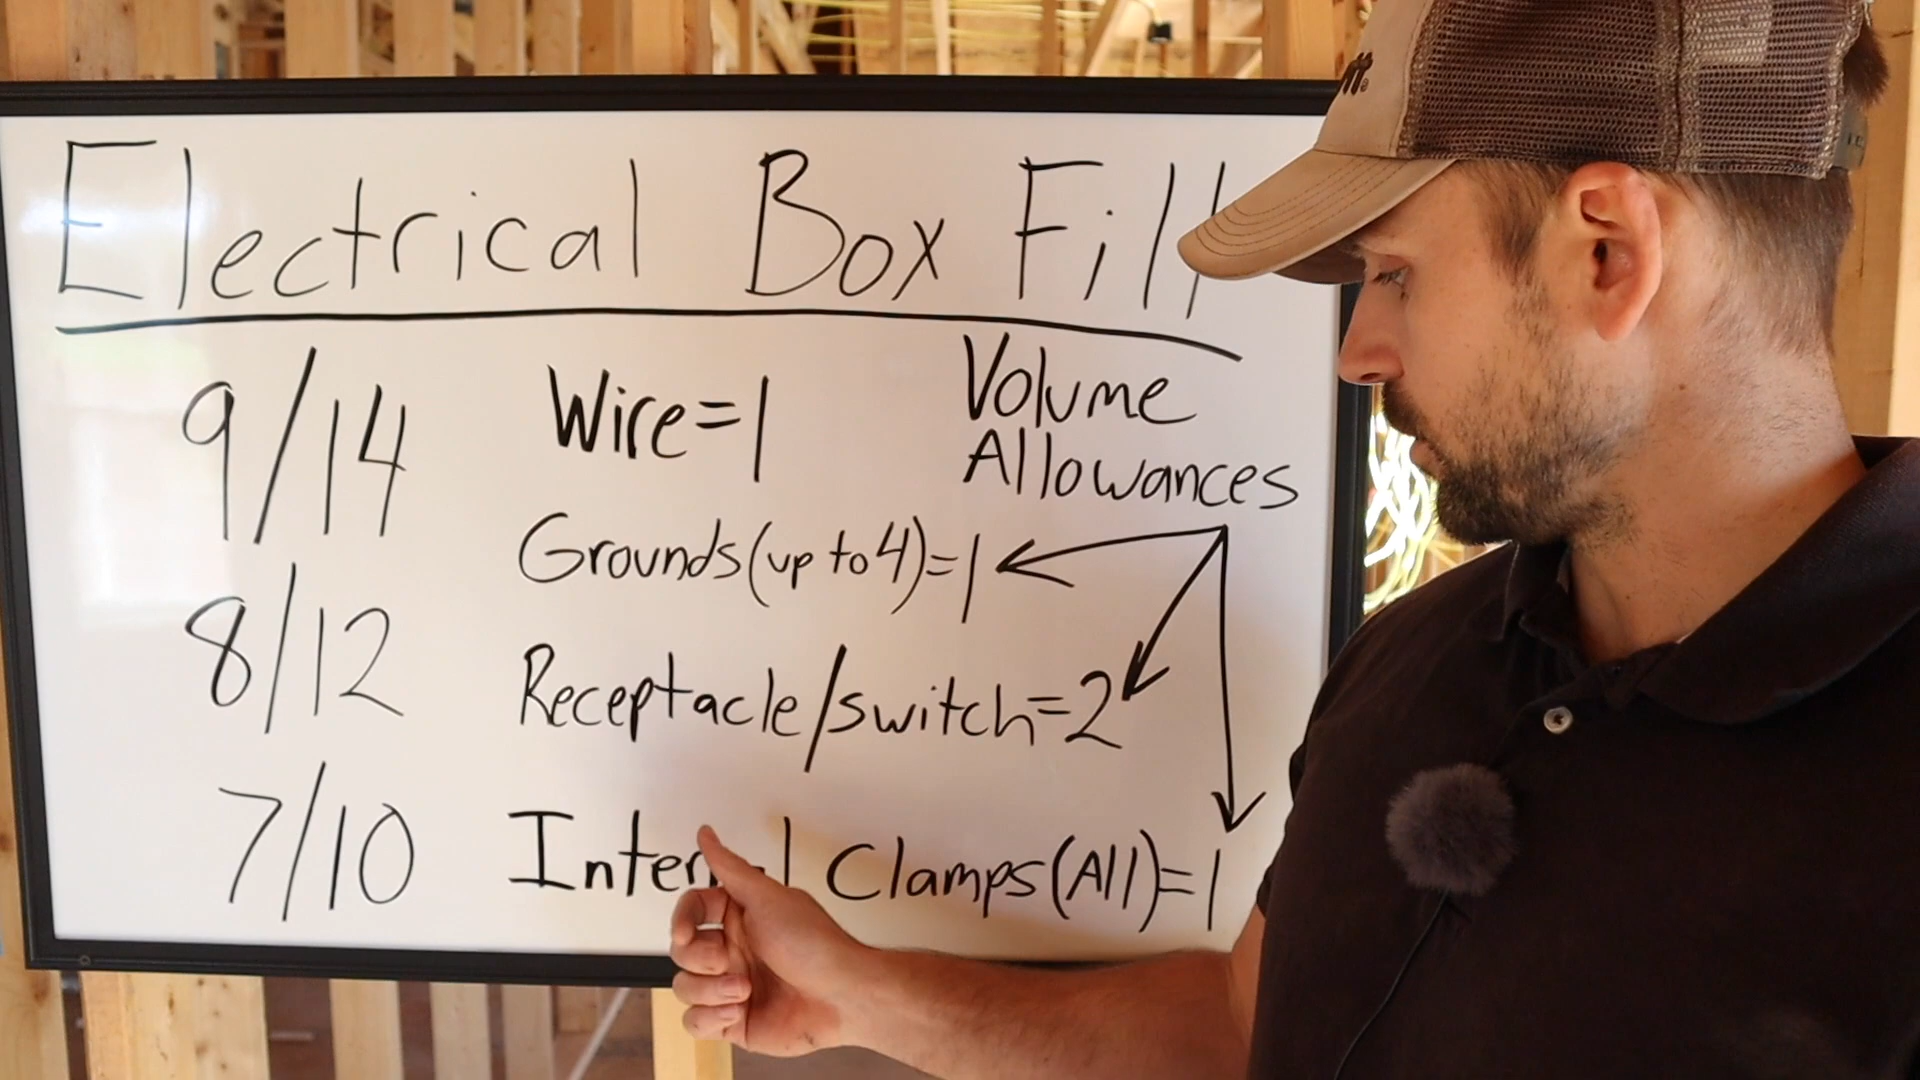 Electrical Box Fill
9/14
Wire=1
Volume
Allowances
Grounds(up to 4)=1
8/12
Receptacle/switch=2
7/10
Clamps(All)=1